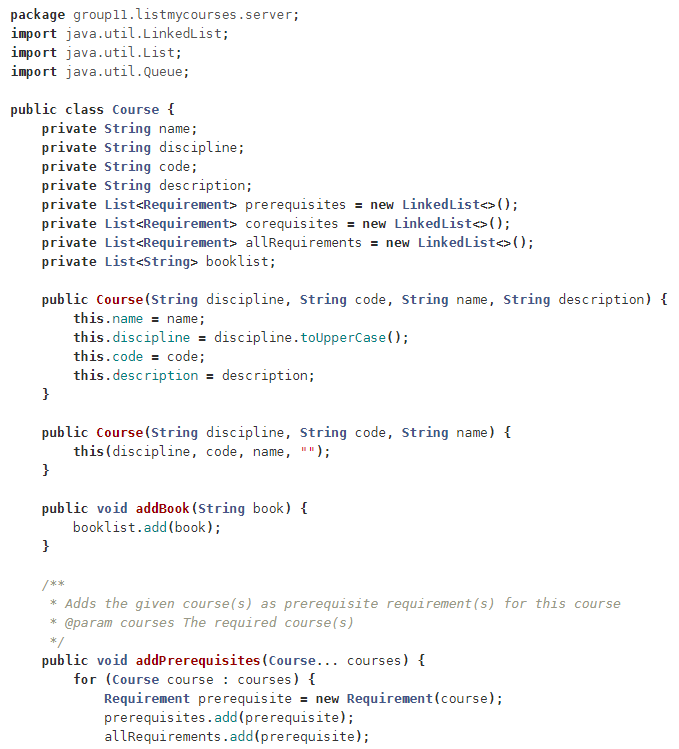 package group11.listmycourses.server;
import java.util.LinkedList;
import java.util.List;
import java.util.Queue;

public class Course {
    private String name;
    private String discipline;
    private String code;
    private String description;
    private List<Requirement> prerequisites = new LinkedList<>();
    private List<Requirement> corequisites = new LinkedList<>();
    private List<Requirement> allRequirements = new LinkedList<>();
    private List<String> booklist;

    public Course(String discipline, String code, String name, String description) {
        this.name = name;
        this.discipline = discipline.toUpperCase();
        this.code = code;
        this.description = description;
    }

    public Course(String discipline, String code, String name) {
        this(discipline, code, name, "");
    }

    public void addBook(String book) {
        booklist.add(book);
    }

    /**
     * Adds the given course(s) as prerequisite requirement(s) for this course
     * @param courses The required course(s)
     */
    public void addPrerequisites(Course... courses) {
        for (Course course : courses) {
            Requirement prerequisite = new Requirement(course);
            prerequisites.add(prerequisite);
            allRequirements.add(prerequisite);